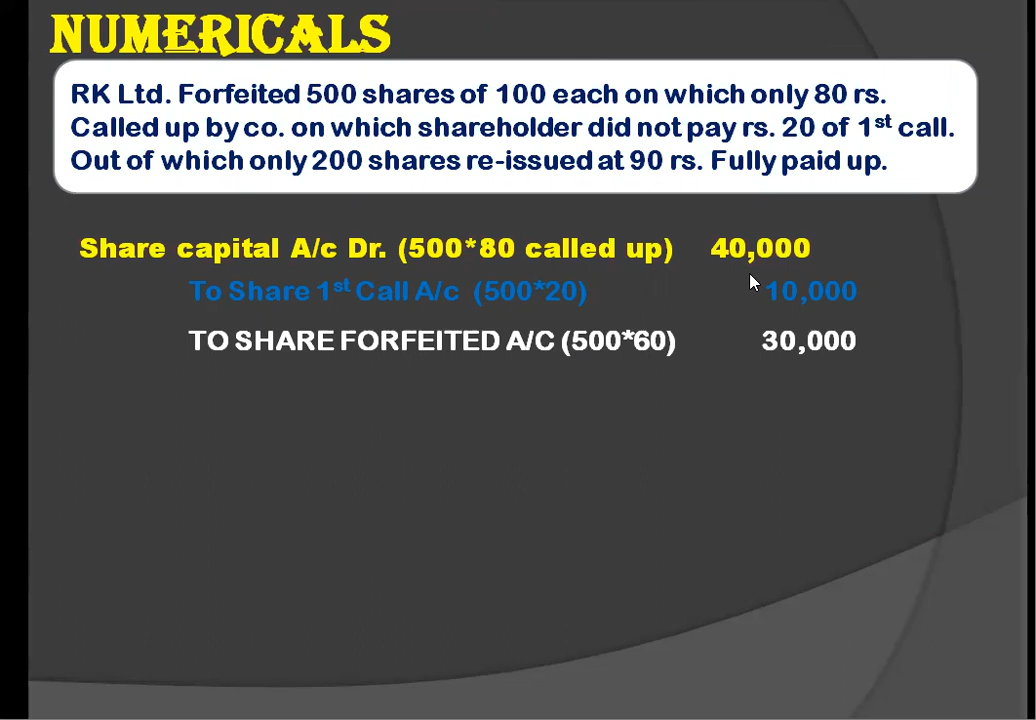 NUMERICALS
RK Ltd. Forfeited 500 shares of 100 each on which only 80 rs.
Called up by co. on which shareholder did not pay rs. 20 of 1st call.
Out of which only 200 shares re-issued at 90 rs. Fully paid up.
Share capital A/c Dr. (500*80 called up) 40,000
To Share 1st Call A/c (500*20) 10,000
TO SHARE FORFEITED A/C (500*60) 30,000